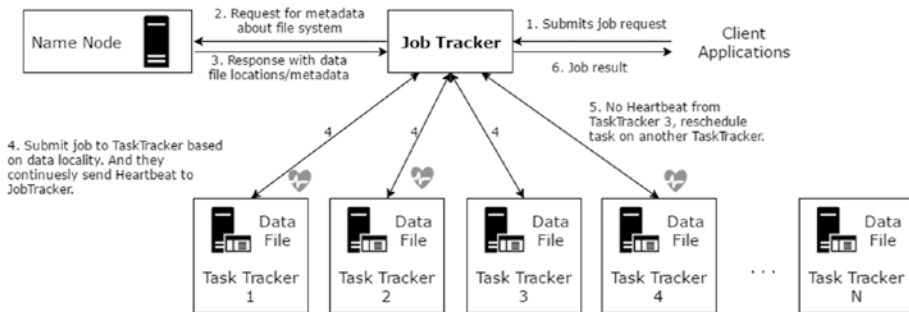 2. Request for metadata
about file system
1. Submits job request
Name Node
Job Tracker
Client
Applications
3. Response with data
file locations/metadata
6. Job result
5. No Heartbeat from
TaskTracker 3, reschedule
task on another TaskTracker.
4. Submit job to TaskTracker based
on data locality. And they
continuesly send Heartbeat to
JobTracker.
4
4
4
Data
File
Task Tracker
1
Data
File
Task Tracker
2
Data
File
Task Tracker
3
Data
File
Task Tracker
4
. . .
Data
File
Task Tracker
N